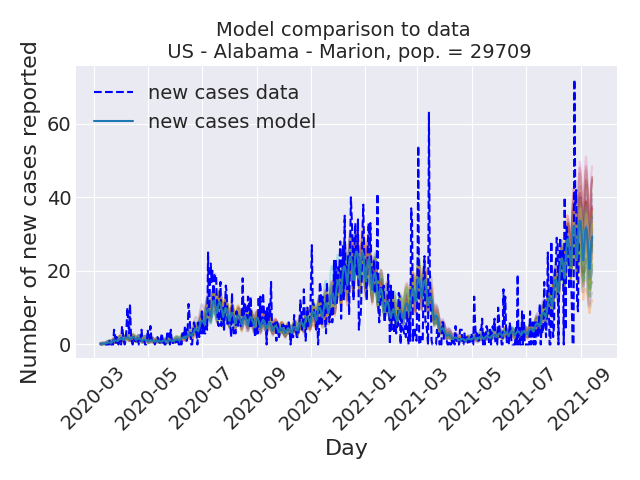 Model comparison to data
US - Alabama - Marion, pop. = 29709
Number of new cases reported
60
40
20
0
new cases data
new cases model
2020-03
2020-05
2020-07
2020-09
2020-11
2021-01
2021-03
2021-05
2021-07
2021-09
Day